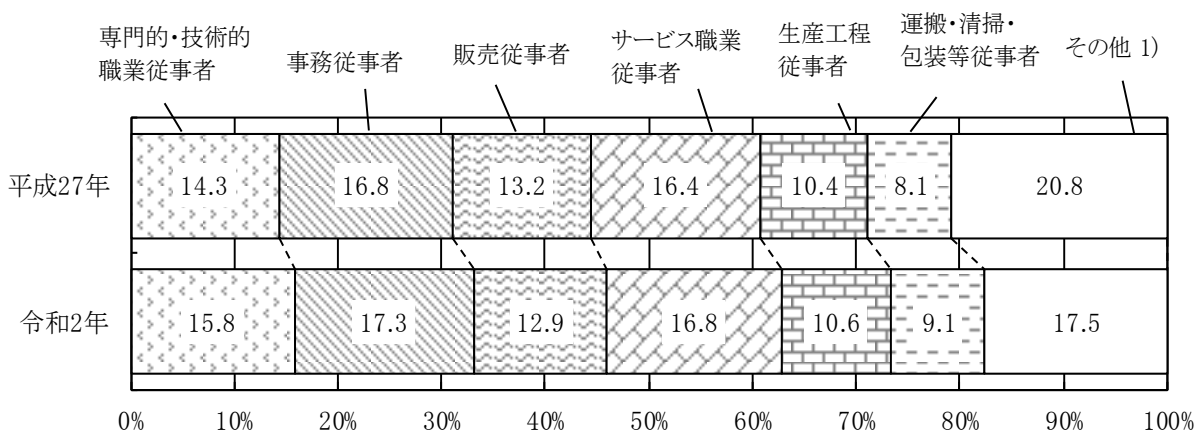 専門的・技術的
職業従事者
事務従事者
販売従事者
サービス職業
従事者
生産工程
従事者
運搬・清掃・
包装等従事者
その他 1)
平成27年
14.3
16.8
13.2
16.4
10.4
8.1
20.8
令和2年
15.8
17.3
12.9
16.8
10.6
9.1
17.5
0%
10%
20%
30%
40%
50%
60%
70%
80%
90%
100%